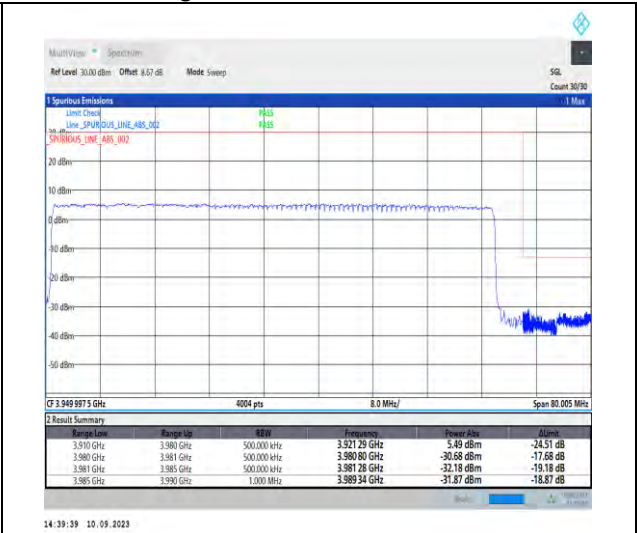 MultiView Spectrum
Ref Level 30.00 dBm Offset 8.67 dB Mode Sweep SGL
Count 30/30
1 Spurious Emissions 1 Max
Limit Check PASS
Line _SPURIOUS_LINE_ABS_002 PASS
_SPURIOUS_LINE_ABS_002
20 dBm
10 dBm
0 dBm
-10 dBm
-20 dBm
-30 dBm
-40 dBm
-50 dBm
CF 3.949 997 5 GHz 4004 pts 8.0 MHz/ Span 80.005 MHz
2 Result Summary
Range Low Range Up RBW Frequency Power Abs ΔLimit
3.910 GHz 3.980 GHz 500.000 kHz 3.921 29 GHz 5.49 dBm -24.51 dB
3.980 GHz 3.981 GHz 500.000 kHz 3.980 80 GHz -30.68 dBm -17.68 dB
3.981 GHz 3.985 GHz 500.000 kHz 3.981 28 GHz -32.18 dBm -19.18 dB
3.985 GHz 3.990 GHz 1.000 MHz 3.989 34 GHz -31.87 dBm -18.87 dB
14:39:39 10.09.2023